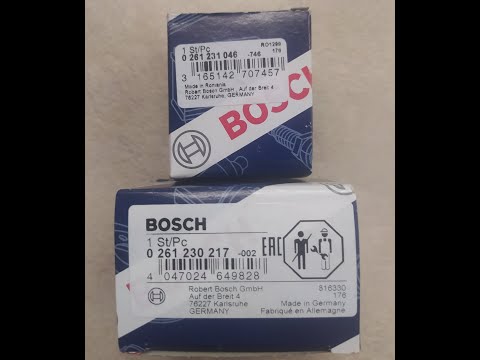 1 St/Pc
RO1299
0 261 231 046 -746
176
3 165142 707457
Made in Romania
Robert Bosch GmbH, Auf der Breit 4
76227 Karlsruhe, GERMANY
BOSCH
BOSCH
1 St/Pc
0 261 230 217 -002
EAC
4 047024 649828
Robert Bosch GmbH
Auf der Breit 4
76227 Karlsruhe
GERMANY
816330
176
Made in Germany
Fabriqué en Allemagne